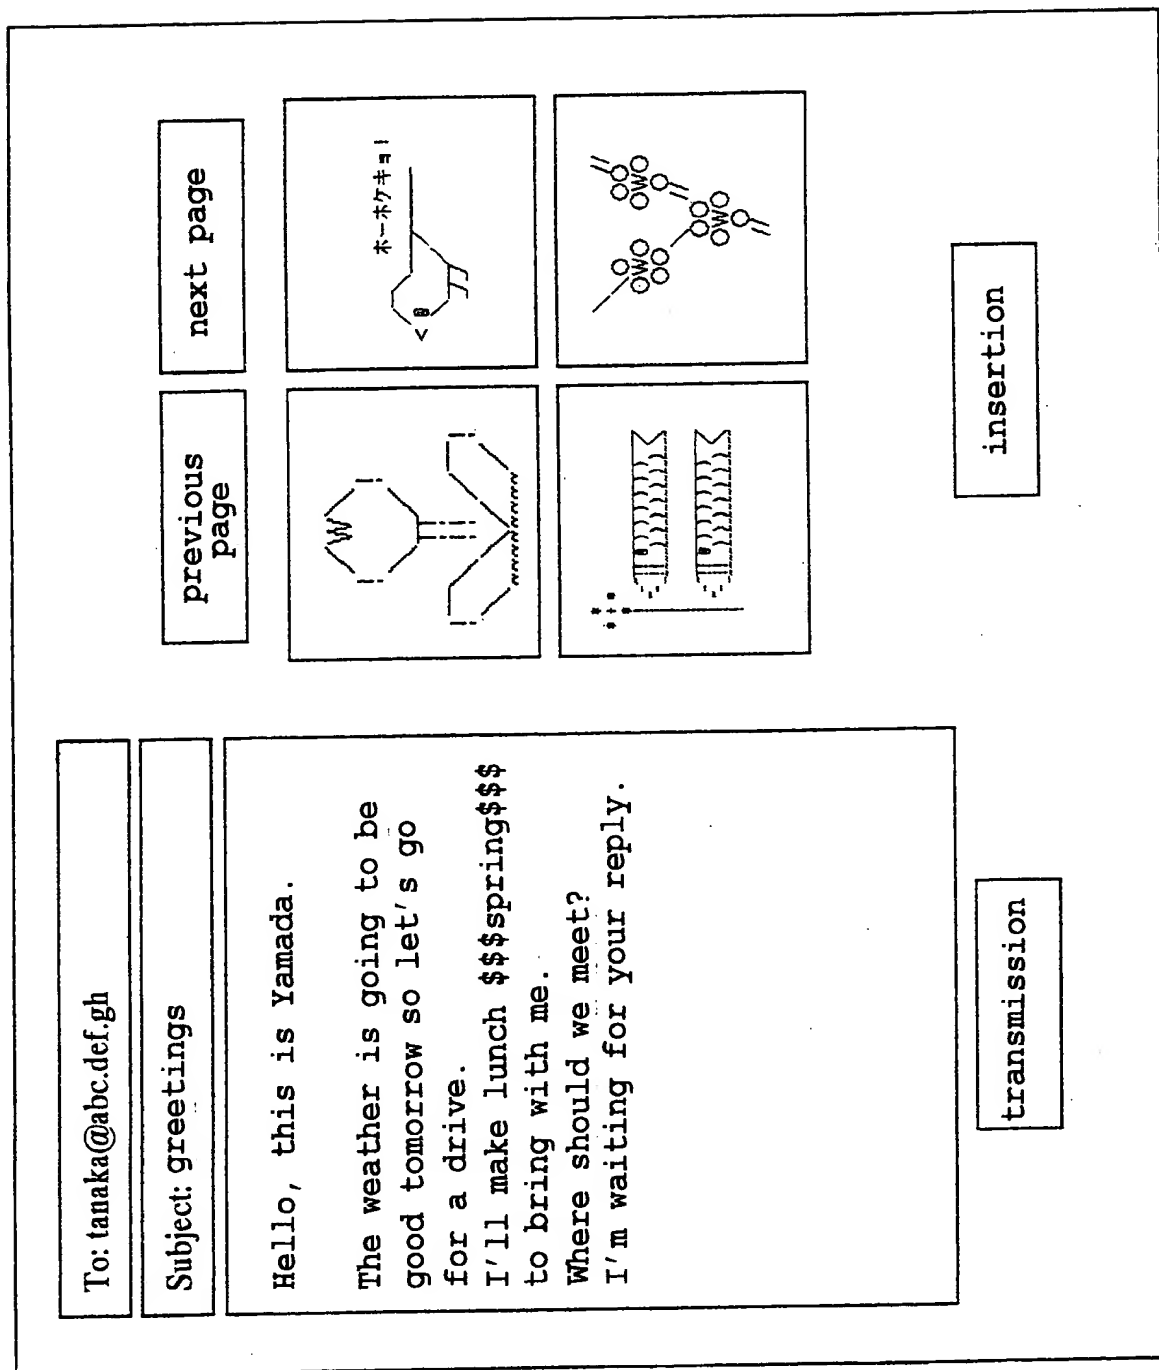 To: tanaka@abc.def.gh
Subject: greetings
Hello, this is Yamada.
The weather is going to be
good tomorrow so let's go
for a drive.
I'll make lunch $$$spring$$$
to bring with me.
Where should we meet?
I'm waiting for your reply.
transmission
previous
page
next page
ホーホケキョ!
insertion